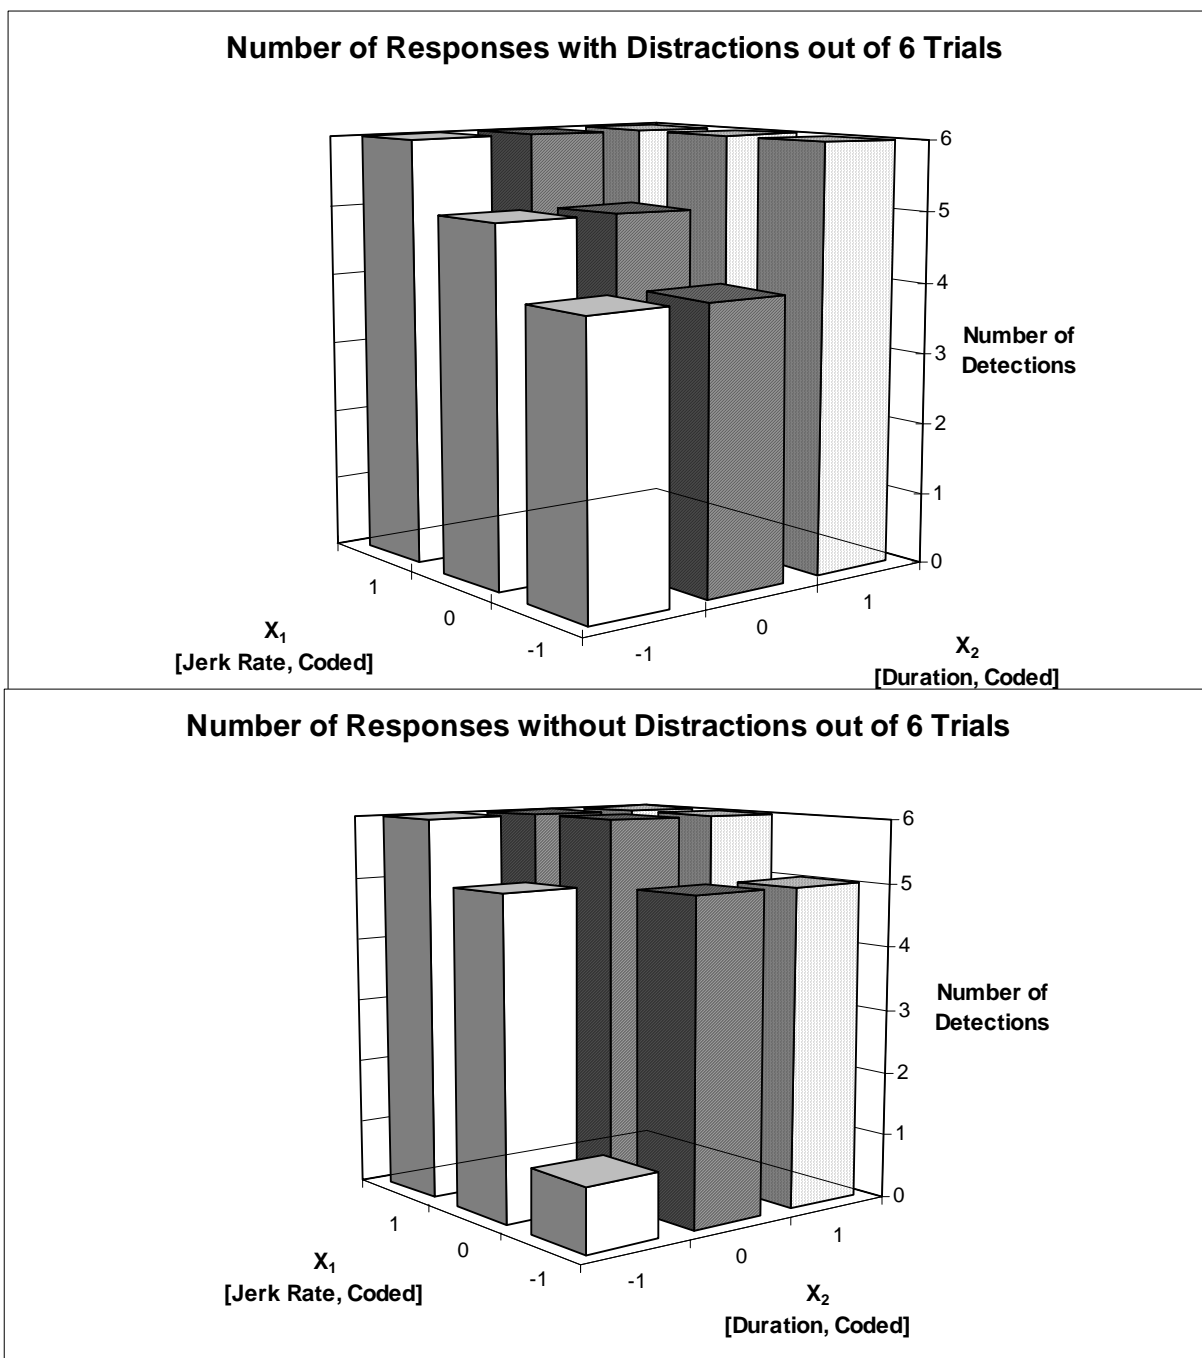 Number of Responses with Distractions out of 6 Trials
6
5
4
Number of
Detections
3
2
1
0
1
0
-1
-1
0
1
X1
[Jerk Rate, Coded]
X2
[Duration, Coded]
Number of Responses without Distractions out of 6 Trials
6
5
4
Number of
Detections
3
2
1
0
1
0
-1
-1
0
1
X1
[Jerk Rate, Coded]
X2
[Duration, Coded]